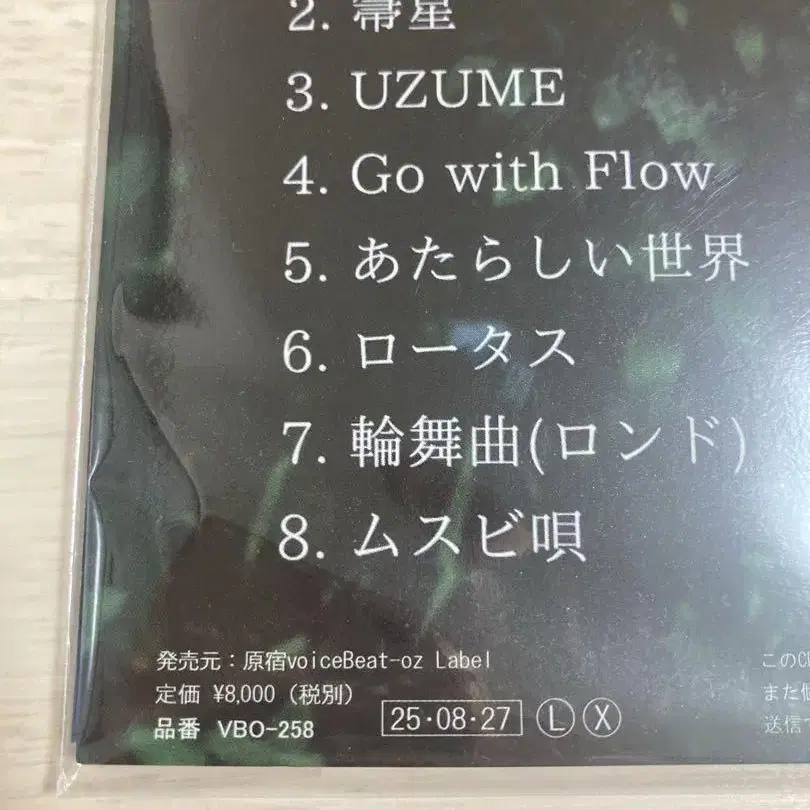 2. 箒星
3. UZUME
4. Go with Flow
5. あたらしい世界
6. ロータス
7. 輪舞曲(ロンド)
8. ムスビ唄
発売元：原宿voiceBeat-oz Label
定価 ¥8,000（税別）
品番 VBO-258
25・08・27 Ⓛ Ⓧ
このC
また
送信